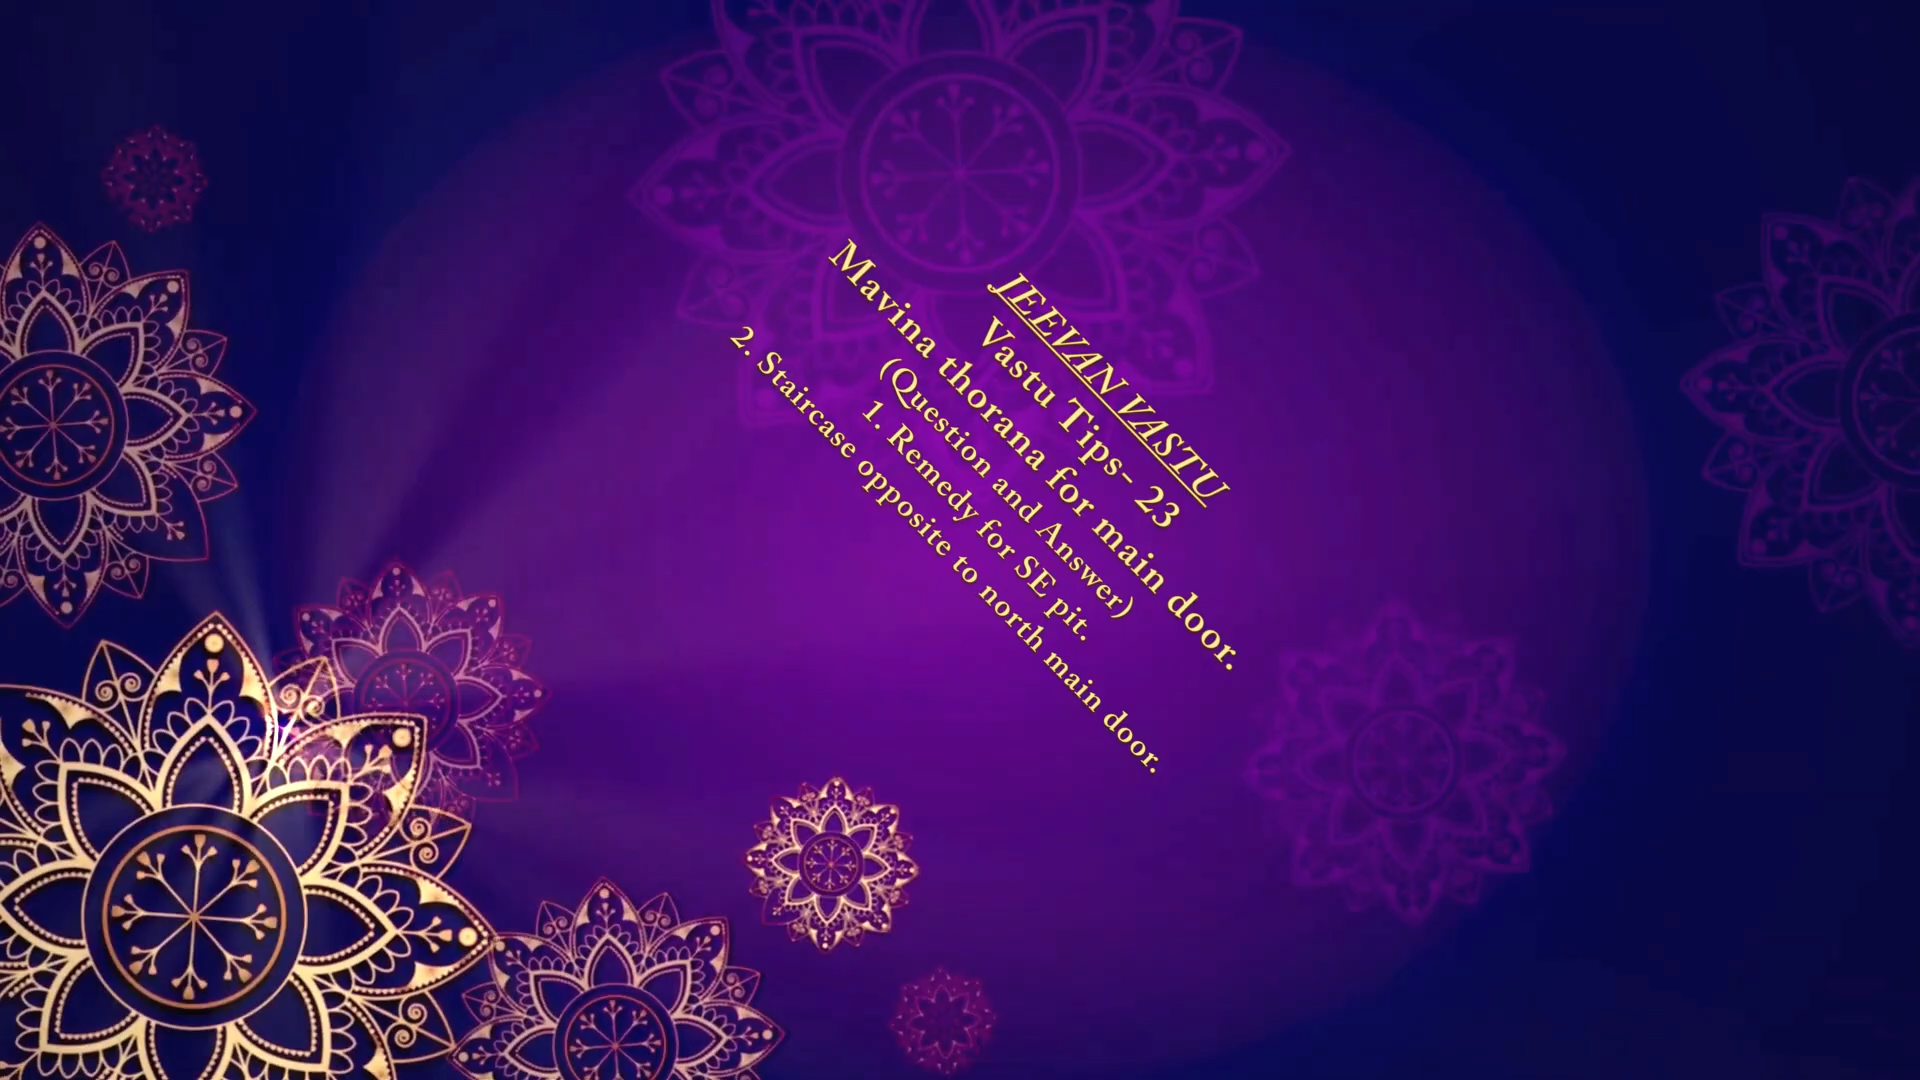 JEEVAN VASTU
Vastu Tips- 23
Mavina thorana for main door.
(Question and Answer)
1. Remedy for SE pit.
2. Staircase opposite to north main door.